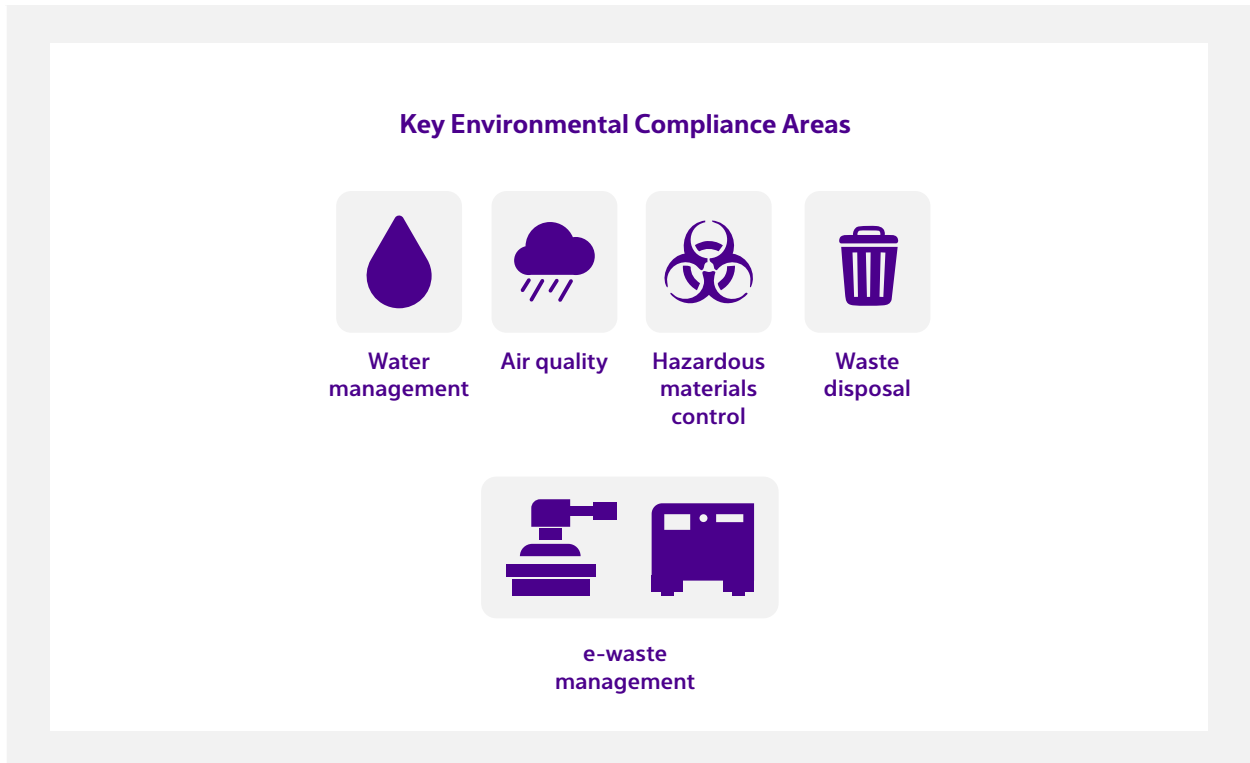 Key Environmental Compliance Areas
Water
management
Air quality
Hazardous
materials
control
Waste
disposal
e-waste
management